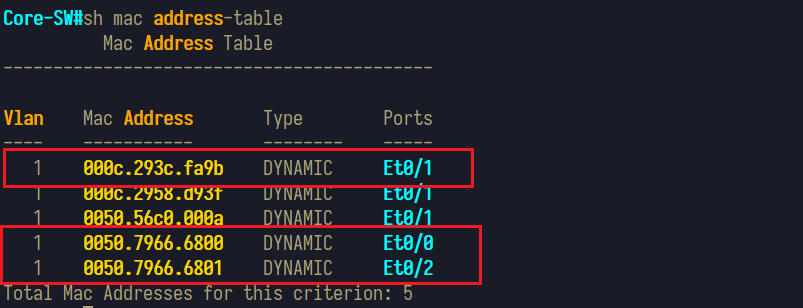 Core-SW#sh mac address-table
Mac Address Table
-------------------------------------------
Vlan    Mac Address       Type        Ports
----    -----------       --------    -----
1    000c.293c.fa9b    DYNAMIC     Et0/1
1    000c.2958.d93f    DYNAMIC     Et0/1
1    0050.56c0.000a    DYNAMIC     Et0/1
1    0050.7966.6800    DYNAMIC     Et0/0
1    0050.7966.6801    DYNAMIC     Et0/2
Total Mac Addresses for this criterion: 5